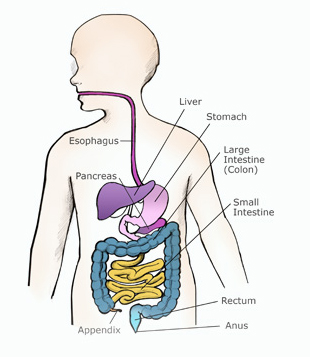 Liver
Stomach
Esophagus
Large
Intestine
(Colon)
Pancreas
Small
Intestine
Rectum
Appendix
Anus